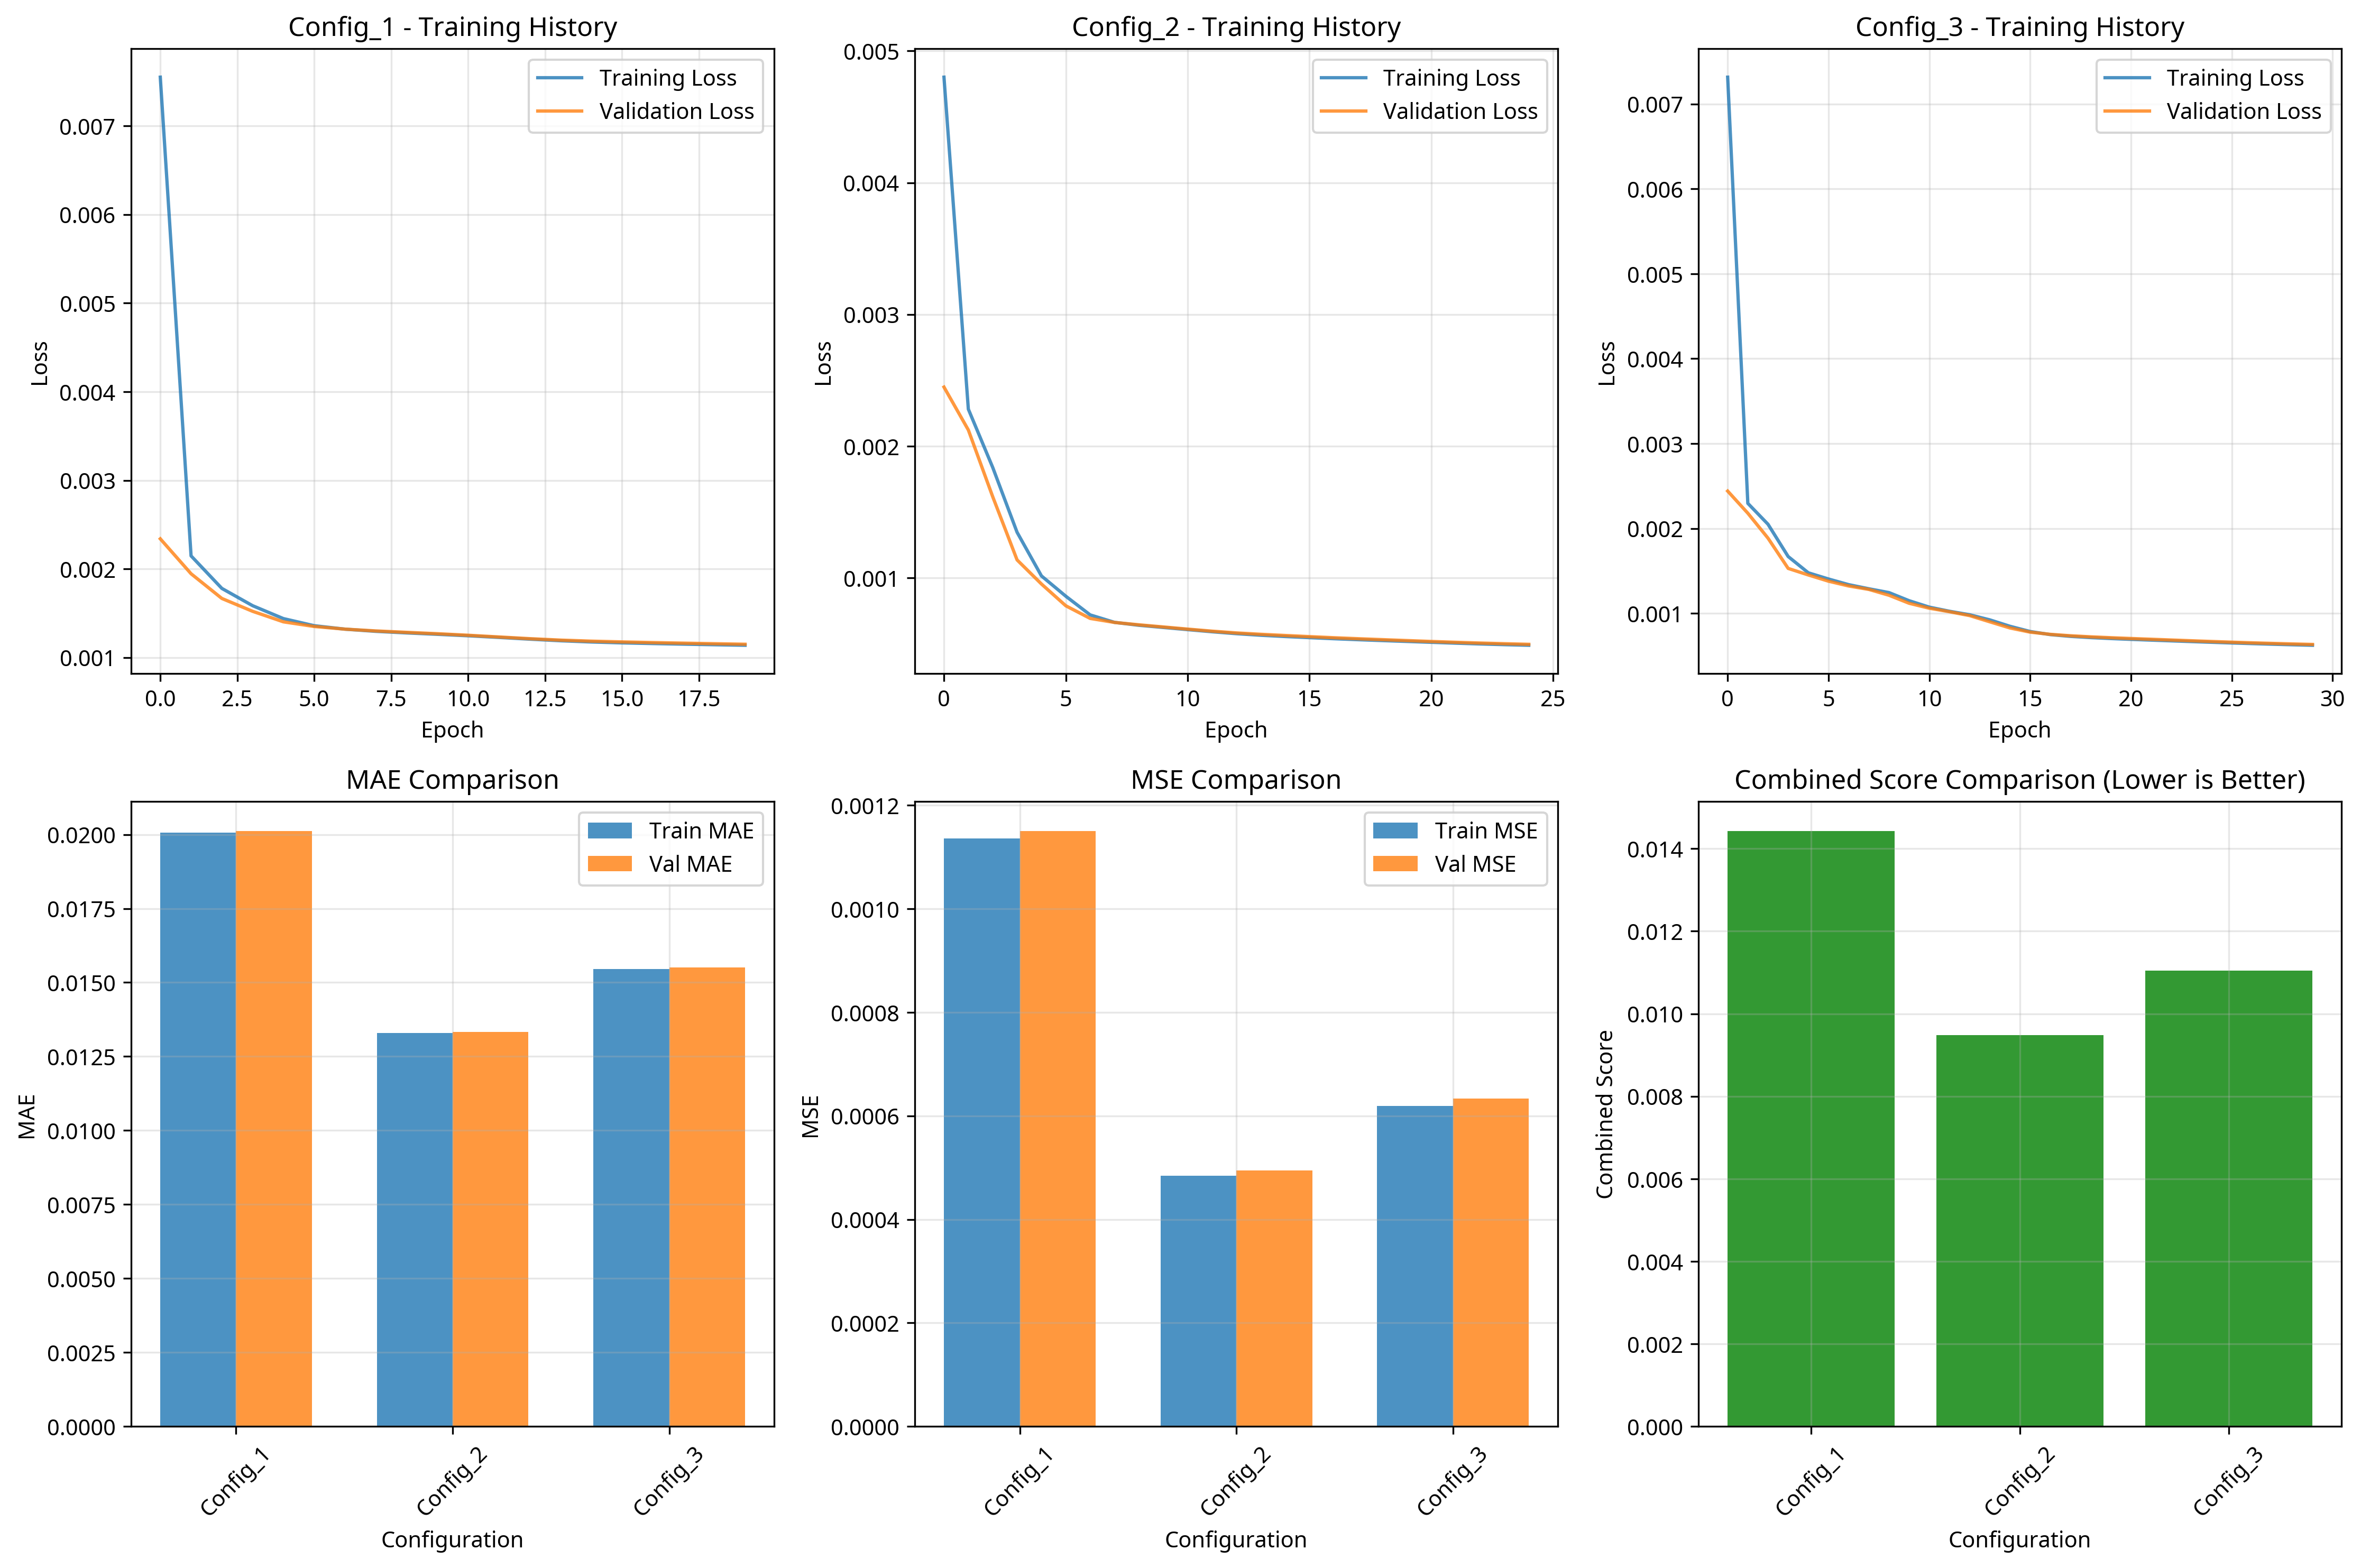 Config_1 - Training History
Training Loss
Validation Loss
0.007
0.006
0.005
0.004
0.003
0.002
0.001
Loss
0.0 2.5 5.0 7.5 10.0 12.5 15.0 17.5
Epoch
Config_2 - Training History
Training Loss
Validation Loss
0.005
0.004
0.003
0.002
0.001
Loss
0 5 10 15 20 25
Epoch
Config_3 - Training History
Training Loss
Validation Loss
0.007
0.006
0.005
0.004
0.003
0.002
0.001
Loss
0 5 10 15 20 25 30
Epoch
MAE Comparison
Train MAE
Val MAE
0.0200
0.0175
0.0150
0.0125
0.0100
0.0075
0.0050
0.0025
0.0000
MAE
Config_1 Config_2 Config_3
Configuration
MSE Comparison
Train MSE
Val MSE
0.0012
0.0010
0.0008
0.0006
0.0004
0.0002
0.0000
MSE
Config_1 Config_2 Config_3
Configuration
Combined Score Comparison (Lower is Better)
0.014
0.012
0.010
0.008
0.006
0.004
0.002
0.000
Combined Score
Config_1 Config_2 Config_3
Configuration